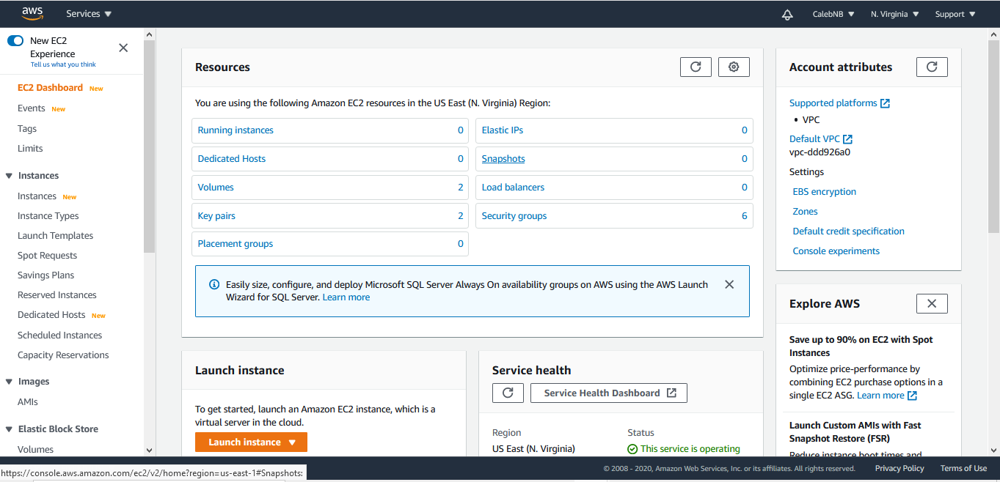 aws
Services
CalebNB
N. Virginia
Support
New EC2
Experience
Tell us what you think
EC2 Dashboard New
Events New
Tags
Limits
Instances
Instances New
Instance Types
Launch Templates
Spot Requests
Savings Plans
Reserved Instances
Dedicated Hosts New
Scheduled Instances
Capacity Reservations
Images
AMIs
Elastic Block Store
Volumes
Resources
You are using the following Amazon EC2 resources in the US East (N. Virginia) Region:
Running instances 0
Elastic IPs 0
Dedicated Hosts 0
Snapshots 0
Volumes 2
Load balancers 0
Key pairs 2
Security groups 6
Placement groups 0
Easily size, configure, and deploy Microsoft SQL Server Always On availability groups on AWS using the AWS Launch
Wizard for SQL Server. Learn more
Launch instance
To get started, launch an Amazon EC2 instance, which is a
virtual server in the cloud.
Launch instance
Service health
Service Health Dashboard
Region
Status
US East (N. Virginia)
This service is operating
Account attributes
Supported platforms
• VPC
Default VPC
vpc-ddd926a0
Settings
EBS encryption
Zones
Default credit specification
Console experiments
Explore AWS
Save up to 90% on EC2 with Spot
Instances
Optimize price-performance by
combining EC2 purchase options in a
single EC2 ASG. Learn more
Launch Custom AMIs with Fast
Snapshot Restore (FSR)
Reduce instance boot times and
https://console.aws.amazon.com/ec2/v2/home?region=us-east-1#Snapshots:
© 2008 - 2020, Amazon Web Services, Inc. or its affiliates. All rights reserved.
Privacy Policy
Terms of Use